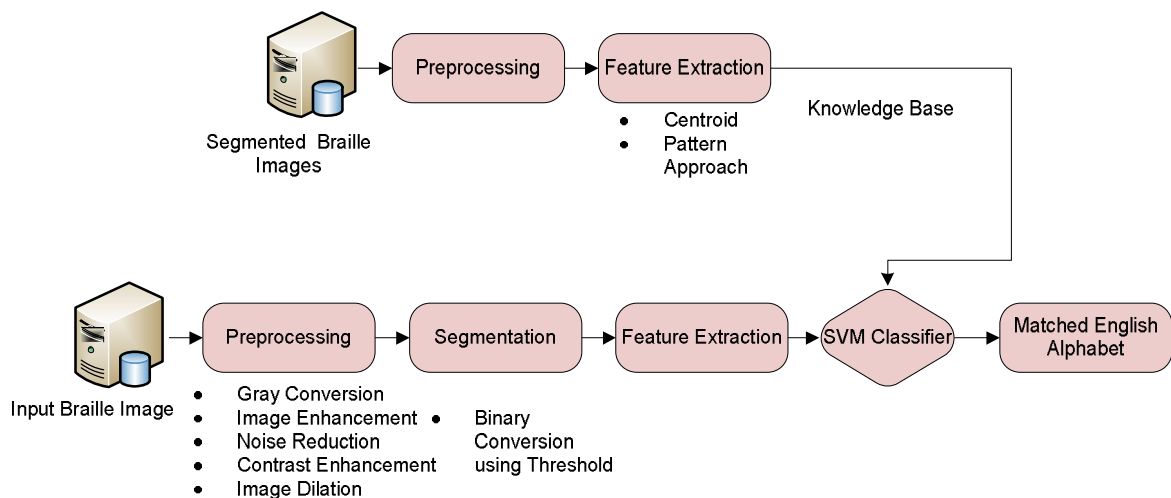 Preprocessing
Feature Extraction
Segmented Braille
Images
• Centroid
• Pattern
Approach
Knowledge Base
Preprocessing
Segmentation
Feature Extraction
SVM Classifier
Matched English
Alphabet
Input Braille Image
• Gray Conversion
• Image Enhancement
• Noise Reduction
• Contrast Enhancement
• Image Dilation
• Binary
Conversion
using Threshold